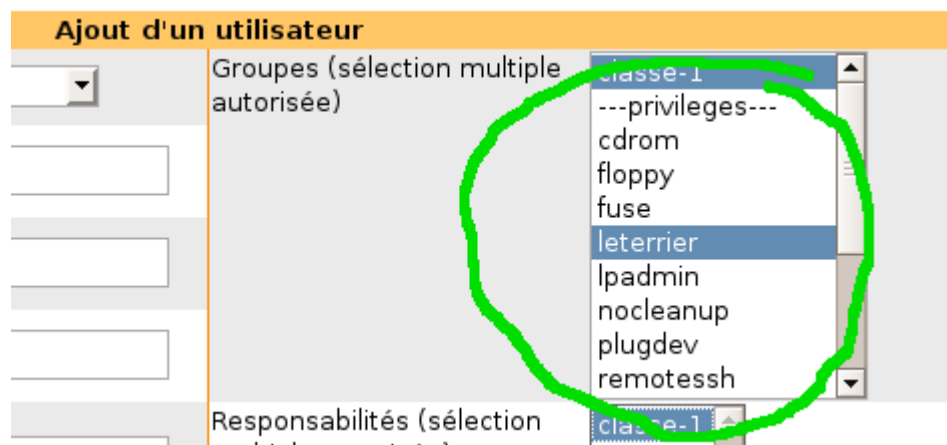 Ajout d'un utilisateur
Groupes (sélection multiple
autorisée)
classe-1
---privileges---
cdrom
floppy
fuse
leterrier
lpadmin
nocleanup
plugdev
remotessh
Responsabilités (sélection
classe-1